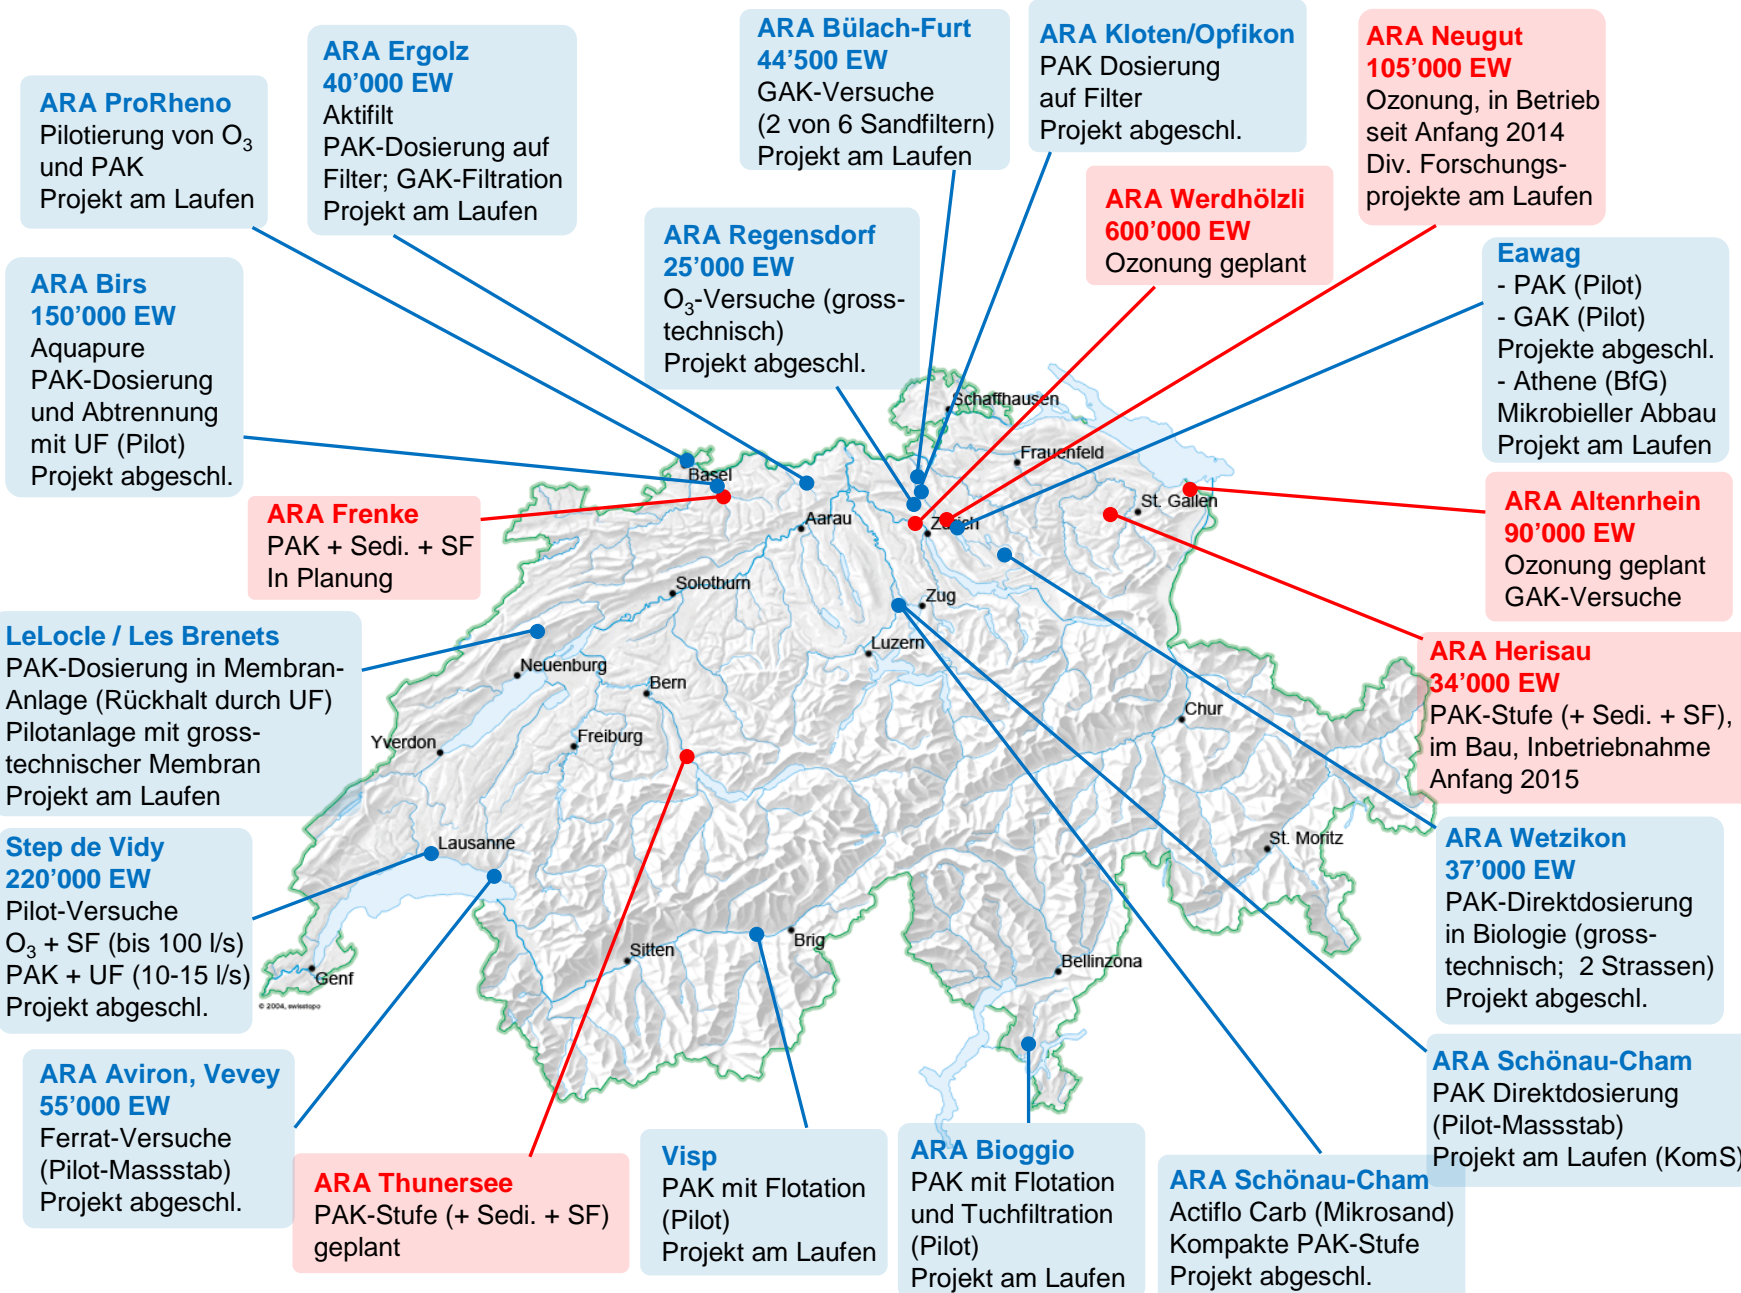 ARA ProRheno
Pilotierung von O₃
und PAK
Projekt am Laufen
ARA Ergolz
40’000 EW
Aktifilt
PAK-Dosierung auf
Filter; GAK-Filtration
Projekt am Laufen
ARA Bülach-Furt
44’500 EW
GAK-Versuche
(2 von 6 Sandfiltern)
Projekt am Laufen
ARA Kloten/Opfikon
PAK Dosierung
auf Filter
Projekt abgeschl.
ARA Neugut
105’000 EW
Ozonung, in Betrieb
seit Anfang 2014
Div. Forschungs-
projekte am Laufen
ARA Werdhölzli
600’000 EW
Ozonung geplant
ARA Regensdorf
25’000 EW
O₃-Versuche (gross-
technisch)
Projekt abgeschl.
Eawag
- PAK (Pilot)
- GAK (Pilot)
Projekte abgeschl.
- Athene (BfG)
Mikrobieller Abbau
Projekt am Laufen
ARA Birs
150’000 EW
Aquapure
PAK-Dosierung
und Abtrennung
mit UF (Pilot)
Projekt abgeschl.
ARA Frenke
PAK + Sedi. + SF
In Planung
ARA Altenrhein
90’000 EW
Ozonung geplant
GAK-Versuche
LeLocle / Les Brenets
PAK-Dosierung in Membran-
Anlage (Rückhalt durch UF)
Pilotanlage mit gross-
technischer Membran
Projekt am Laufen
ARA Herisau
34’000 EW
PAK-Stufe (+ Sedi. + SF),
im Bau, Inbetriebnahme
Anfang 2015
Step de Vidy
220’000 EW
Pilot-Versuche
O₃ + SF (bis 100 l/s)
PAK + UF (10-15 l/s)
Projekt abgeschl.
ARA Wetzikon
37’000 EW
PAK-Direktdosierung
in Biologie (gross-
technisch; 2 Strassen)
Projekt abgeschl.
ARA Aviron, Vevey
55’000 EW
Ferrat-Versuche
(Pilot-Massstab)
Projekt abgeschl.
ARA Thunersee
PAK-Stufe (+ Sedi. + SF)
geplant
Visp
PAK mit Flotation
(Pilot)
Projekt am Laufen
ARA Bioggio
PAK mit Flotation
und Tuchfiltration
(Pilot)
Projekt am Laufen
ARA Schönau-Cham
Actiflo Carb (Mikrosand)
Kompakte PAK-Stufe
Projekt abgeschl.
ARA Schönau-Cham
PAK Direktdosierung
(Pilot-Massstab)
Projekt am Laufen (KomS)
Schaffhausen
Frauenfeld
Basel
St. Gallen
Aarau
Zürich
Solothurn
Zug
Luzern
Neuenburg
Bern
Chur
Freiburg
Yverdon
Lausanne
St. Moritz
Brig
Sitten
Bellinzona
Genf
© 2004, swisstopo